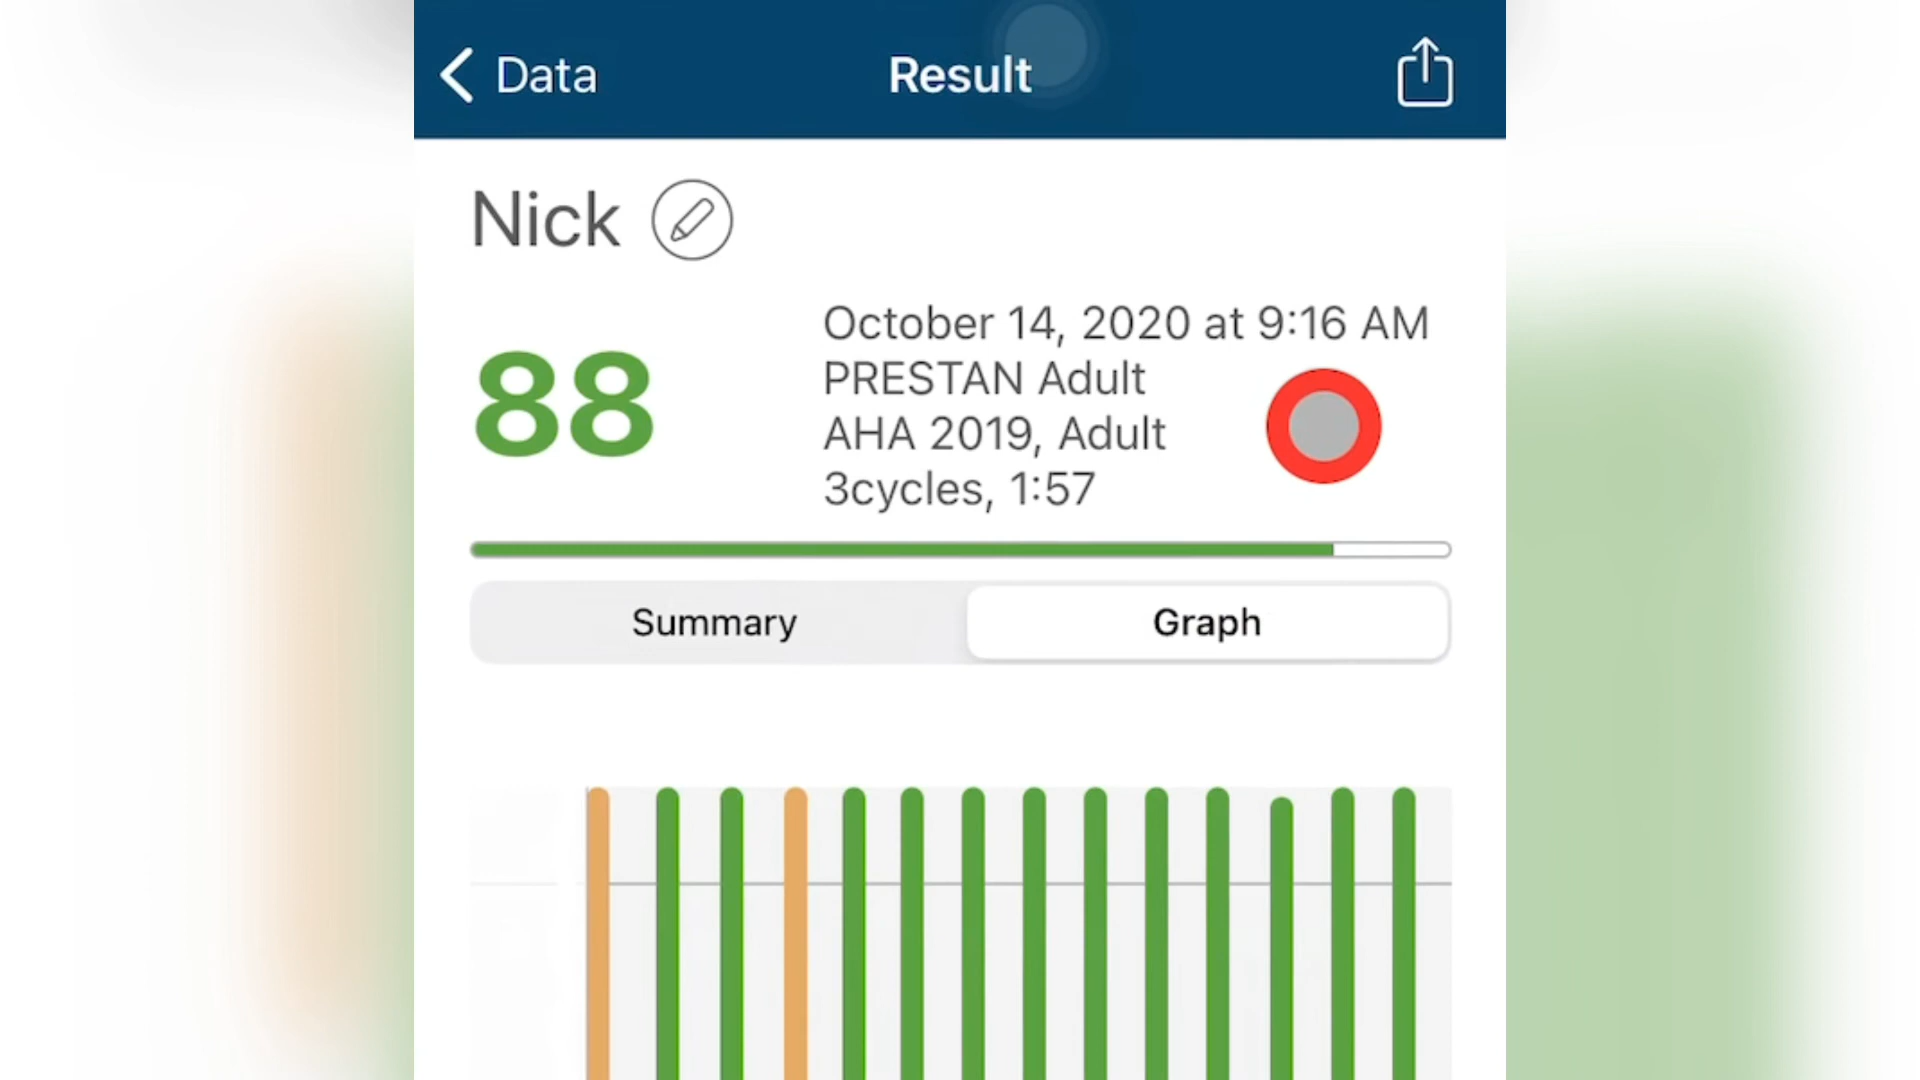 Data
Result
Nick
88
October 14, 2020 at 9:16 AM
PRESTAN Adult
AHA 2019, Adult
3cycles, 1:57
Summary
Graph